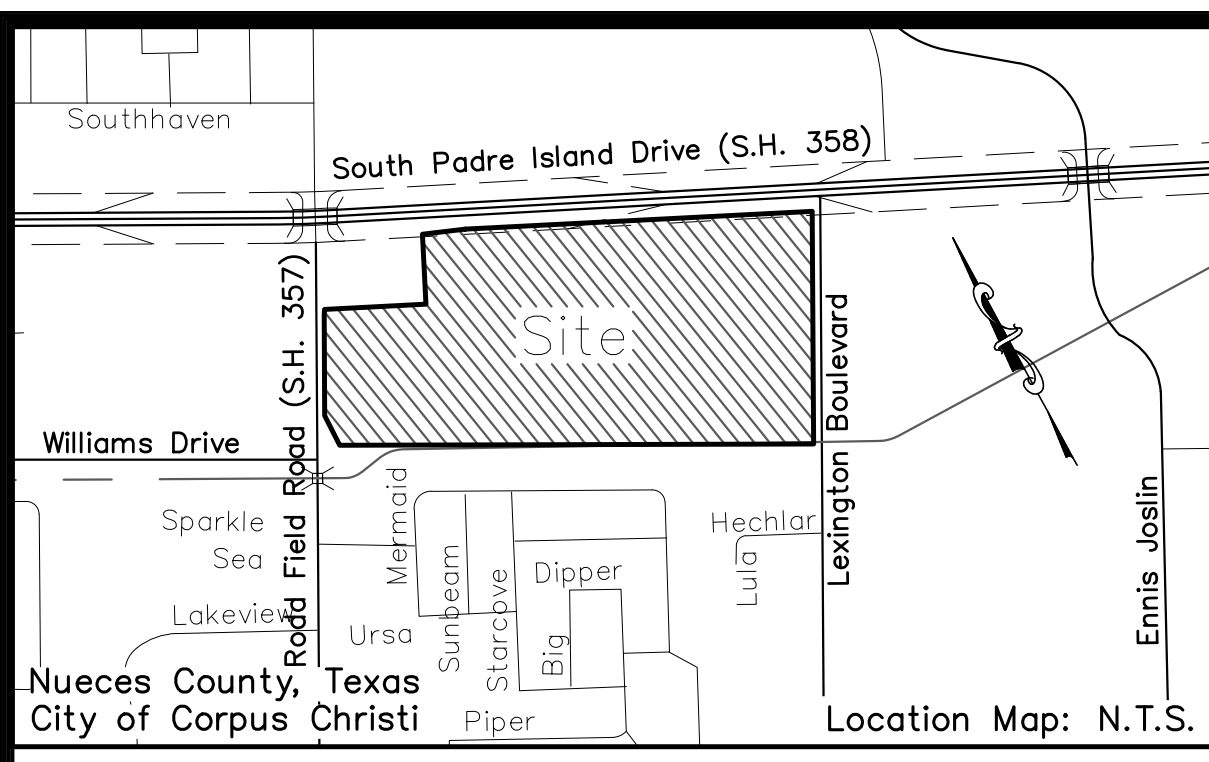 Southhaven
South Padre Island Drive (S.H. 358)
Rodd Field Road (S.H. 357)
Site
Lexington Boulevard
Williams Drive
Mermaid
Sparkle
Sea
Hechlar
Lula
Ennis Joslin
Dipper
Sunbeam
Starcove
Lakeview
Ursa
Big
Nueces County, Texas
City of Corpus Christi
Piper
Location Map: N.T.S.